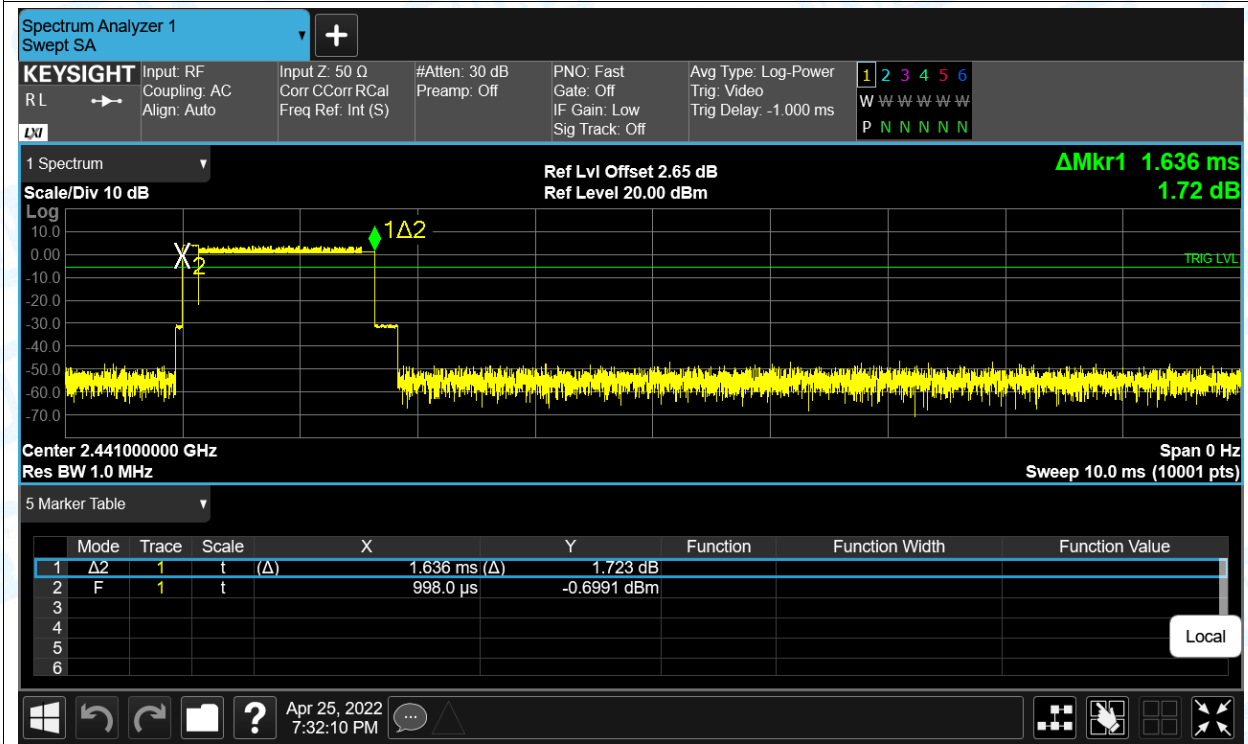 Spectrum Analyzer 1
Swept SA
+
KEYSIGHT Input: RF Input Z: 50 Ω #Atten: 30 dB PNO: Fast Avg Type: Log-Power 1 2 3 4 5 6
R L Coupling: AC Corr CCorr RCal Preamp: Off Gate: Off Trig: Video W W W W W W
Align: Auto Freq Ref: Int (S) IF Gain: Low Trig Delay: -1.000 ms
LXI Sig Track: Off P N N N N N
1 Spectrum Ref Lvl Offset 2.65 dB ΔMkr1 1.636 ms
Scale/Div 10 dB Ref Level 20.00 dBm 1.72 dB
Log
10.0 1Δ2
0.00 X2 TRIG LVL
-10.0
-20.0
-30.0
-40.0
-50.0
-60.0
-70.0
Center 2.441000000 GHz Span 0 Hz
Res BW 1.0 MHz Sweep 10.0 ms (10001 pts)
5 Marker Table
Mode Trace Scale X Y Function Function Width Function Value
1 Δ2 1 t (Δ) 1.636 ms (Δ) 1.723 dB
2 F 1 t 998.0 µs -0.6991 dBm
3
4
5
6
Local
? Apr 25, 2022
7:32:10 PM